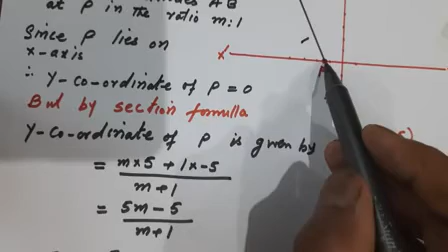 at P in the ratio m:1
Since P lies on
x-axis
∴ Y-co-ordinate of P = 0
But by section formula
Y-co-ordinate of P is given by
= m×5 + 1×-5 / m+1
= 5m - 5 / m+1
X